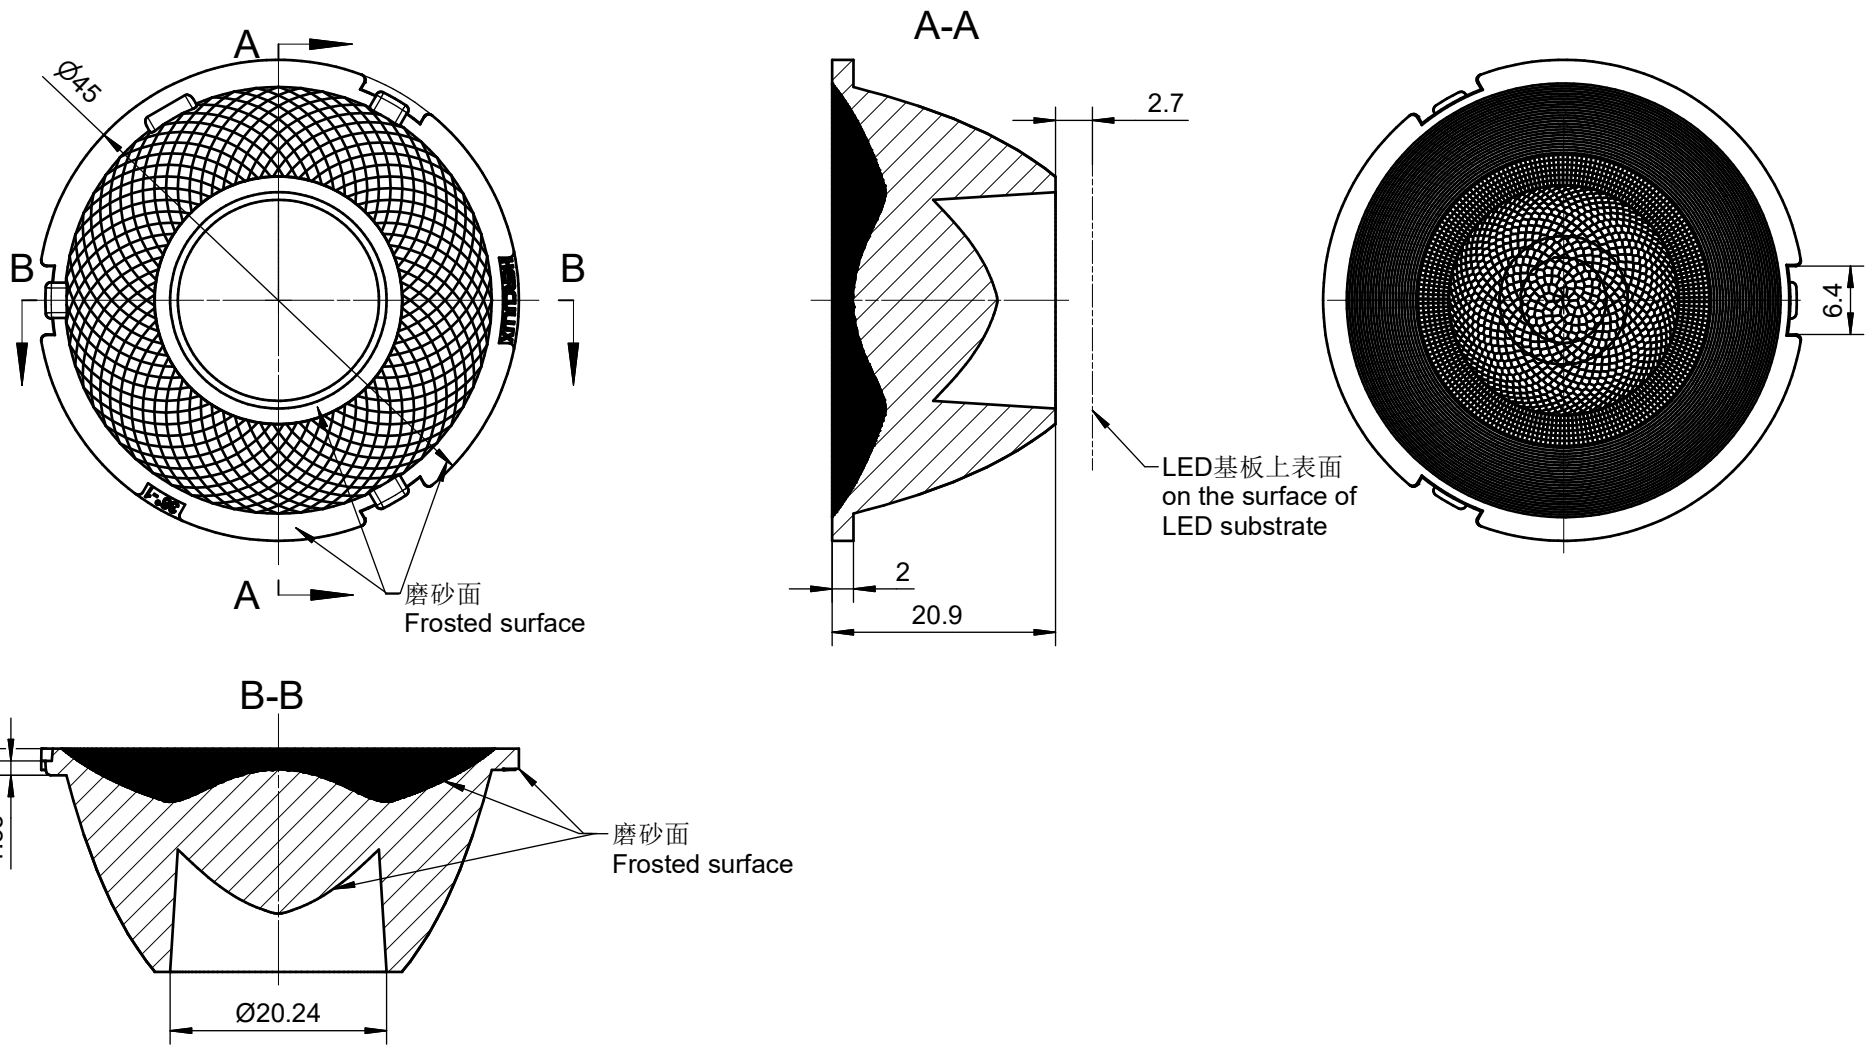 A
A-A
Ø45
2.7
B
B
6.4
LED基板上表面
on the surface of
LED substrate
2
A
磨砂面
Frosted surface
20.9
B-B
磨砂面
Frosted surface
Ø20.24